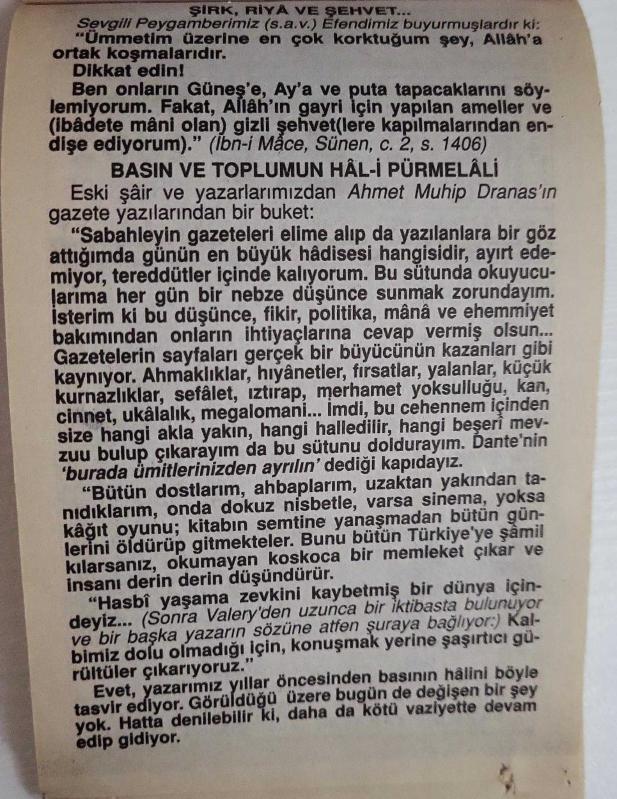 ŞİRK, RİYÂ VE ŞEHVET...
Sevgili Peygamberimiz (s.a.v.) Efendimiz buyurmuşlardır ki:
“Ümmetim üzerine en çok korktuğum şey, Allâh’a
ortak koşmalarıdır.
Dikkat edin!
Ben onların Güneş’e, Ay’a ve puta tapacaklarını söy-
lemiyorum. Fakat, Allâh’ın gayri için yapılan ameller ve
(ibâdete mâni olan) gizli şehvet(lere kapılmalarından en-
dişe ediyorum).” (İbn-i Mâce, Sünen, c. 2, s. 1406)
BASIN VE TOPLUMUN HÂL-İ PÜRMELÂLİ
Eski şâir ve yazarlarımızdan Ahmet Muhip Dranas’ın
gazete yazılarından bir buket:
“Sabahleyin gazeteleri elime alıp da yazılanlara bir göz
attığımda günün en büyük hâdisesi hangisidir, ayırt ede-
miyor, tereddütler içinde kalıyorum. Bu sütunda okuyucu-
larıma her gün bir nebze düşünce sunmak zorundayım.
İsterim ki bu düşünce, fikir, politika, mânâ ve ehemmiyet
bakımından onların ihtiyaçlarına cevap vermiş olsun...
Gazetelerin sayfaları gerçek bir büyücünün kazanları gibi
kaynıyor. Ahmaklıklar, hıyânetler, fırsatlar, yalanlar, küçük
kurnazlıklar, sefâlet, ıztırap, merhamet yoksulluğu, kan,
cinnet, ukâlalık, megalomani... İmdi, bu cehennem içinden
size hangi akla yakın, hangi halledilir, hangi beşerî mev-
zuu bulup çıkarayım da bu sütunu doldurayım. Dante’nin
‘burada ümitlerinizden ayrılın’ dediği kapıdayız.
“Bütün dostlarım, ahbaplarım, uzaktan yakından ta-
nıdıklarım, onda dokuz nisbetle, varsa sinema, yoksa
kâğıt oyunu; kitabın semtine yanaşmadan bütün gün-
lerini öldürüp gitmekteler. Bunu bütün Türkiye’ye şâmil
kılarsanız, okumayan koskoca bir memleket çıkar ve
insanı derin derin düşündürür.
“Hasbî yaşama zevkini kaybetmiş bir dünya için-
deyiz... (Sonra Valery’den uzunca bir iktibasta bulunuyor
ve bir başka yazarın sözüne atfen şuraya bağlıyor:) Kal-
bimiz dolu olmadığı için, konuşmak yerine şaşırtıcı gü-
rültüler çıkarıyoruz.”
Evet, yazarımız yıllar öncesinden basının hâlini böyle
tasvir ediyor. Görüldüğü üzere bugün de değişen bir şey
yok. Hatta denilebilir ki, daha da kötü vaziyette devam
edip gidiyor.